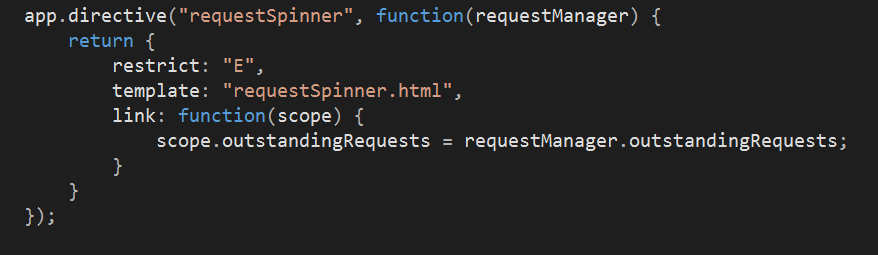 app.directive("requestSpinner", function(requestManager) {
    return {
        restrict: "E",
        template: "requestSpinner.html",
        link: function(scope) {
            scope.outstandingRequests = requestManager.outstandingRequests;
        }
    }
});